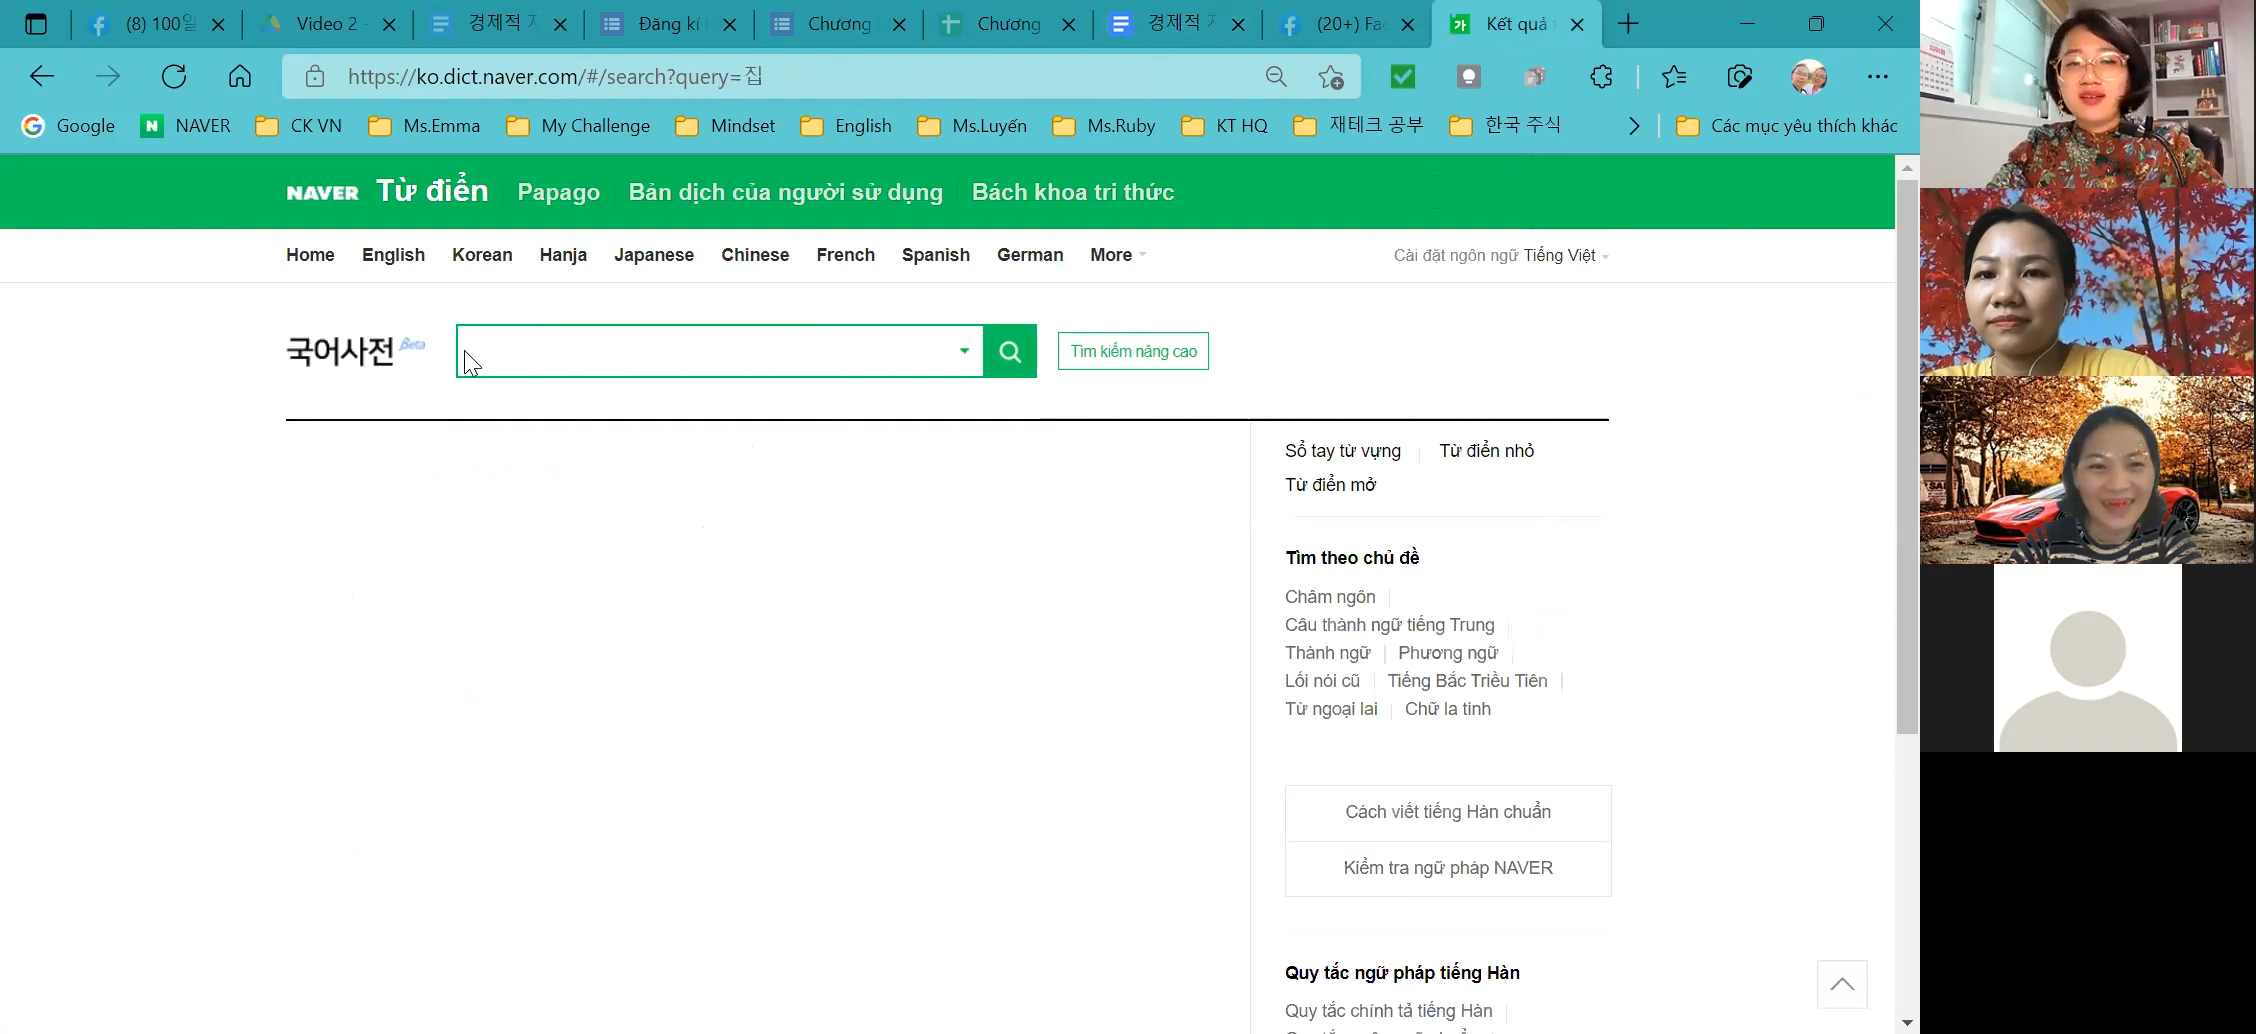 (8) 100일
Video 2 -
경제적 ㅈ
Đăng kí
Chương
Chương
경제적 ㅈ
(20+) Fac
Kết quả
https://ko.dict.naver.com/#/search?query=집
Google
NAVER
CK VN
Ms.Emma
My Challenge
Mindset
English
Ms.Luyến
Ms.Ruby
KT HQ
재테크 공부
한국 주식
Các mục yêu thích khác
NAVER Từ điển Papago Bản dịch của người sử dụng Bách khoa tri thức
Home English Korean Hanja Japanese Chinese French Spanish German More
Cài đặt ngôn ngữ Tiếng Việt
국어사전 Beta
Tìm kiếm nâng cao
Sổ tay từ vựng Từ điển nhỏ
Từ điển mở
Tìm theo chủ đề
Châm ngôn
Câu thành ngữ tiếng Trung
Thành ngữ Phương ngữ
Lối nói cũ Tiếng Bắc Triều Tiên
Từ ngoại lai Chữ la tinh
Cách viết tiếng Hàn chuẩn
Kiểm tra ngữ pháp NAVER
Quy tắc ngữ pháp tiếng Hàn
Quy tắc chính tả tiếng Hàn